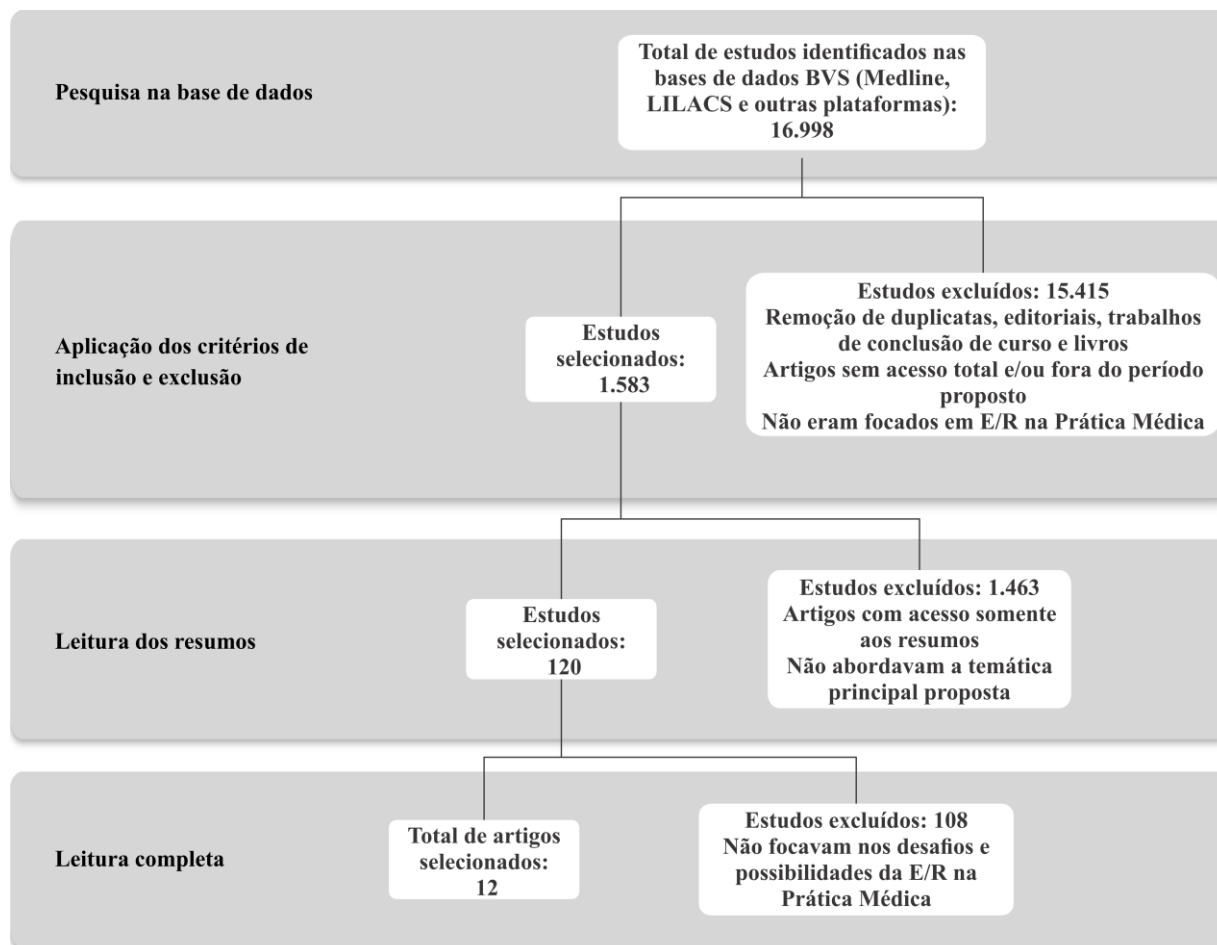 Pesquisa na base de dados
Total de estudos identificados nas
bases de dados BVS (Medline,
LILACS e outras plataformas):
16.998
Aplicação dos critérios de
inclusão e exclusão
Estudos
selecionados:
1.583
Estudos excluídos: 15.415
Remoção de duplicatas, editoriais, trabalhos
de conclusão de curso e livros
Artigos sem acesso total e/ou fora do período
proposto
Não eram focados em E/R na Prática Médica
Leitura dos resumos
Estudos
selecionados:
120
Estudos excluídos: 1.463
Artigos com acesso somente
aos resumos
Não abordavam a temática
principal proposta
Leitura completa
Total de artigos
selecionados:
12
Estudos excluídos: 108
Não focavam nos desafios e
possibilidades da E/R na
Prática Médica